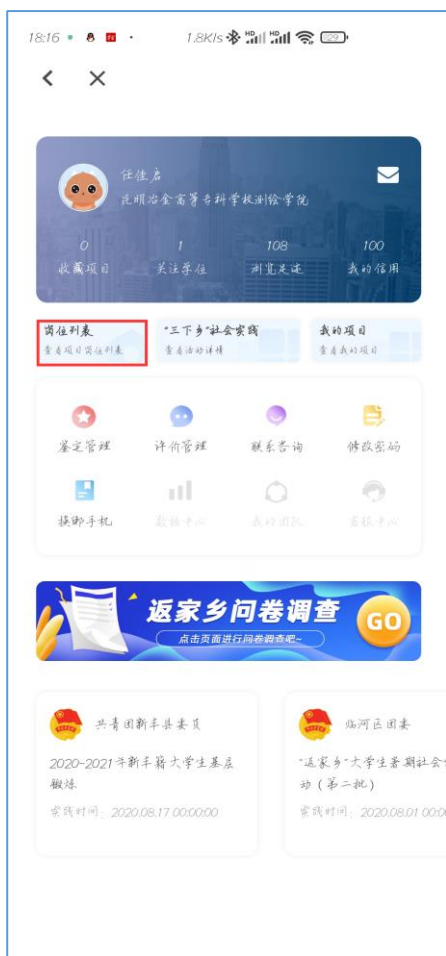 18:16
1.8K/s
任佳启
昆明冶金高等专科学校测绘学院
0 1 108 100
收藏项目 关注学位 浏览足迹 我的信用
岗位列表 "三下乡"社会实践 我的项目
查看项目岗位列表 查看活动详情 查看我的项目
鉴定管理 评价管理 联系咨询 修改密码
换绑手机 数据中心 我的团队 客服中心
返家乡问卷调查
GO
点击页面进行问卷调查吧~
共青团新丰县委员
临河区团委
2020-2021年新丰籍大学生基层
锻炼
"返家乡"大学生暑期社会
动(第二批)
实践时间: 2020.08.17 00:00:00
实践时间: 2020.08.01 00:00